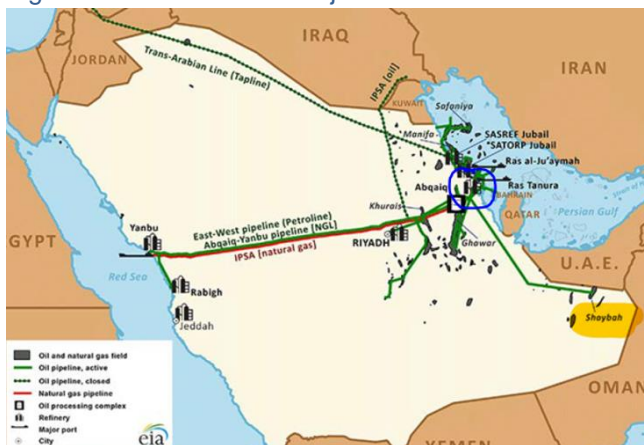 IRAQ
JORDAN
Trans-Arabian Line (Tapline)
IPSA (oil)
KUWAIT
IRAN
Safaniya
Manifa
SASREF Jubail
SATORP Jubail
Ras al-Ju'aymah
Abqaiq
Ras Tanura
BAHRAIN
Khurais
QATAR
Persian Gulf
Yanbu
East-West pipeline (Petroline)
Abqaiq-Yanbu pipeline (NGL)
IPSA (natural gas)
RIYADH
Ghawar
GYPT
Red Sea
U.A.E.
Rabigh
Shaybah
Jeddah
OMAN
Oil and natural gas field
Oil pipeline, active
Oil pipeline, closed
Natural gas pipeline
Oil processing complex
Refinery
Major port
City
eia
YEMEN